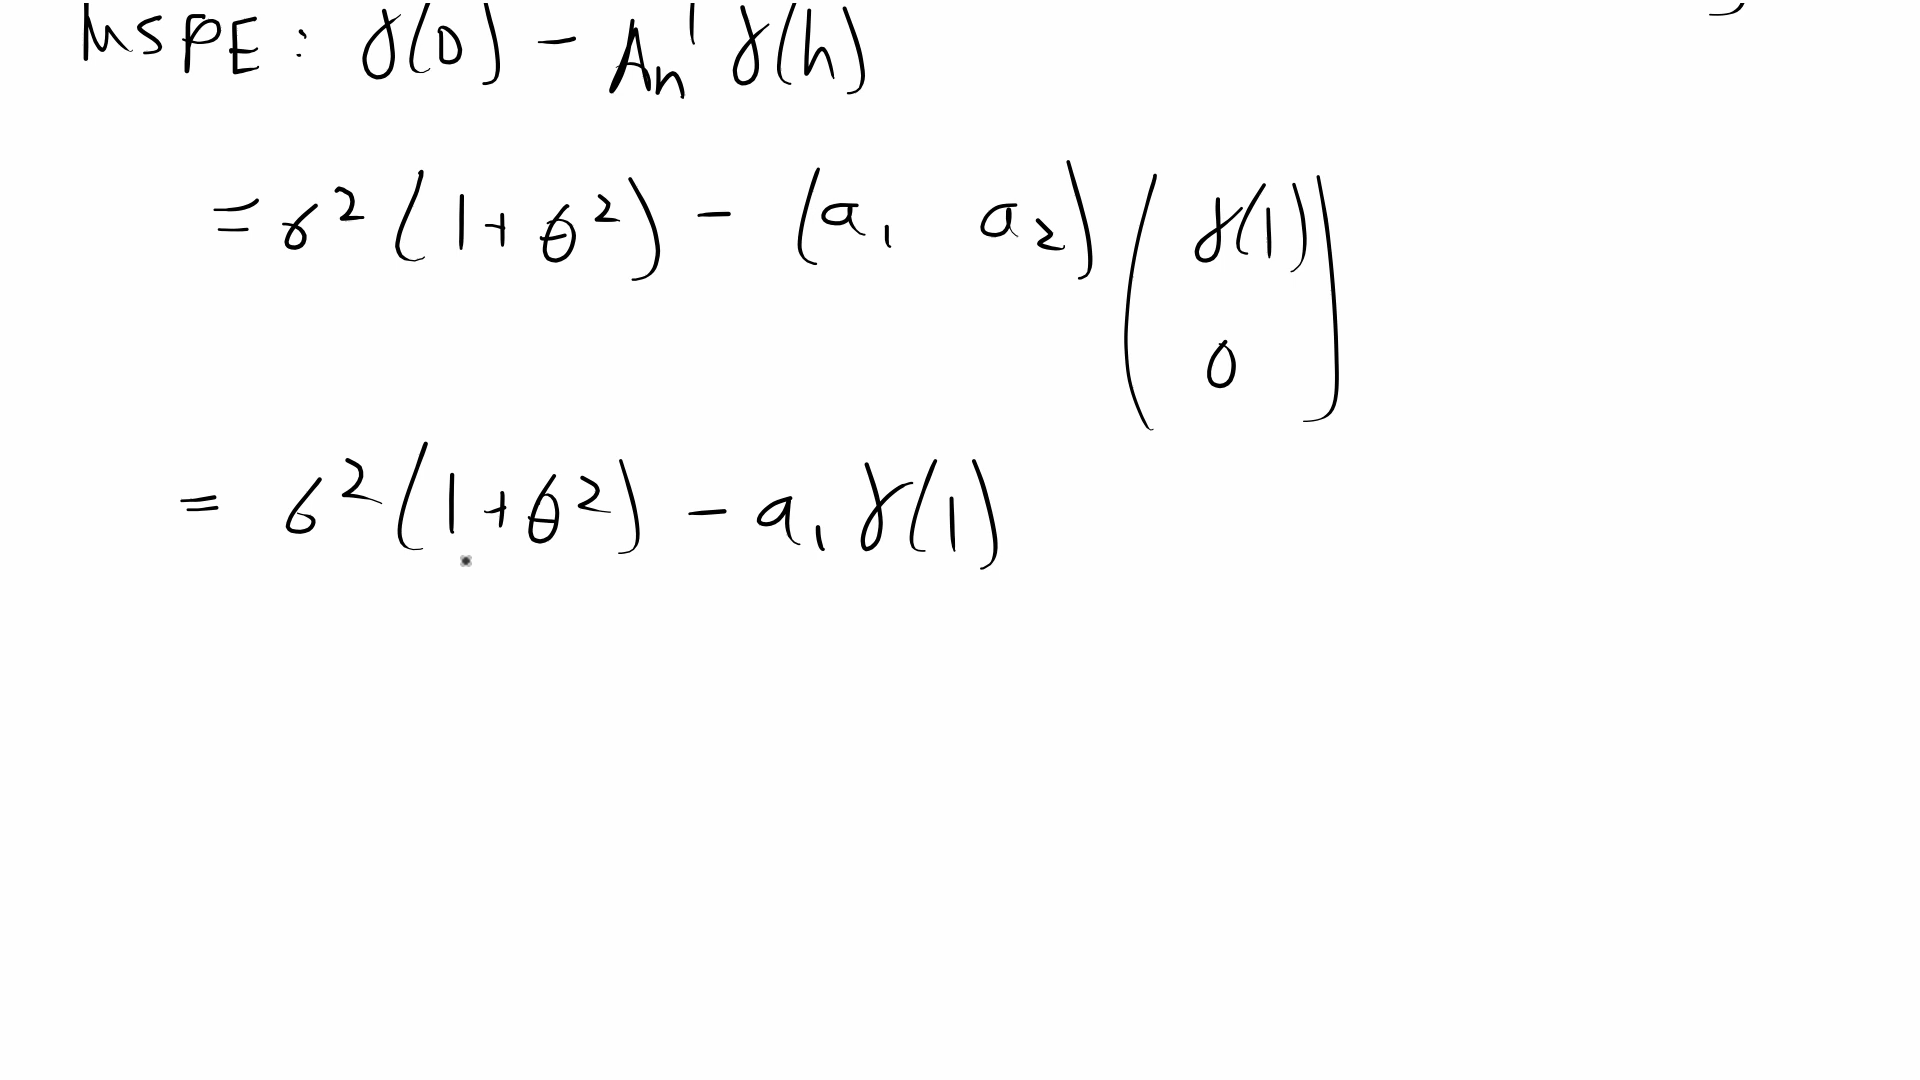 MSPE: γ(0) − Aₙ' γ(h)
= σ² (1 + θ²) − (a₁ a₂) ( γ(1) 0 )
= σ² (1 + θ²) − a₁ γ(1)